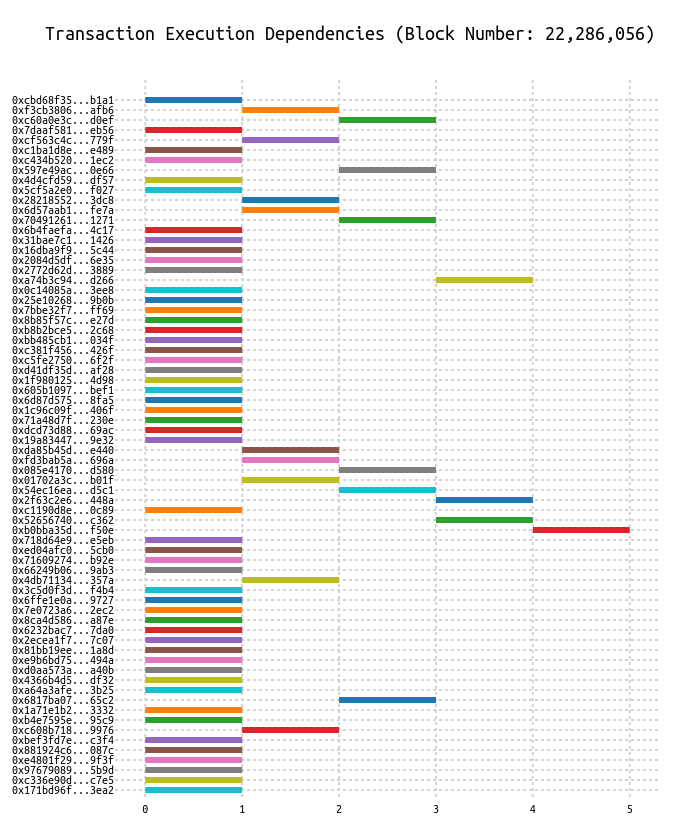 Transaction Execution Dependencies (Block Number: 22,286,056)
0xcbd68f35...b1a1
0xf3cb3806...afb6
0xc60a0e3c...d0ef
0x7daaf581...eb56
0xcf563c4c...779f
0xc1ba1d8e...e489
0xc434b520...1ec2
0x597e49ac...0e66
0x4d4cfd59...df57
0x5cf5a2e0...f027
0x28218552...3dc8
0x6d57aab1...fe7a
0x70491261...1271
0x6b4faefa...4c17
0x31bae7c1...1426
0x16dba9f9...5c44
0x2084d5df...6e35
0x2772d62d...3889
0xa74b3c94...d266
0x0c14085a...3ee8
0x25e10268...9b0b
0x7bbe32f7...ff69
0x8b85f57c...e27d
0xb8b2bce5...2c68
0xbb485cb1...034f
0xc381f456...426f
0xc5fe2750...6f2f
0xd41df35d...af28
0x1f980125...4d98
0x605b1097...bef1
0x6d87d575...8fa5
0x1c96c09f...406f
0x71a48d7f...230e
0xdcd73d88...69ac
0x19a83447...9e32
0xda85b45d...e440
0xfd3bab5a...696a
0x085e4170...d580
0x01702a3c...b01f
0x54ec16ea...d5c1
0x2f63c2e6...448a
0xc1190d8e...0c89
0x52656740...c362
0xb0bba35d...f50e
0x718d64e9...e5eb
0xed04afc0...5cb0
0x71609274...b92e
0x66249b06...9ab3
0x4db71134...357a
0x3c5d0f3d...f4b4
0x6ffe1e0a...9727
0x7e0723a6...2ec2
0x8ca4d586...a87e
0x6232bac7...7da0
0x2ecea1f7...7c07
0x81bb19ee...1a8d
0xe9b6bd75...494a
0xd0aa573a...a40b
0x4366b4d5...df32
0xa64a3afe...3b25
0x6817ba07...65c2
0x1a71e1b2...3332
0xb4e7595e...95c9
0xc608b718...9976
0xbef3fd7e...c3f4
0x881924c6...087c
0xe4801f29...9f3f
0x97679089...5b9d
0xc336e90d...c7e5
0x171bd96f...3ea2
0 1 2 3 4 5